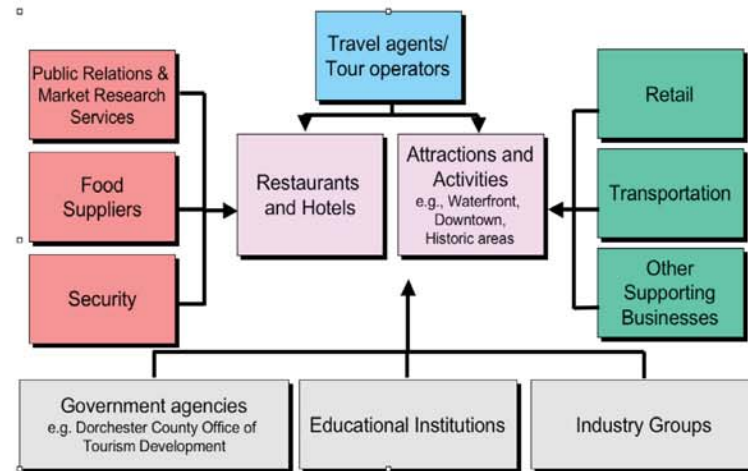 Travel agents/
Tour operators
Public Relations &
Market Research
Services
Food
Suppliers
Security
Restaurants
and Hotels
Attractions and
Activities
e.g., Waterfront,
Downtown,
Historic areas
Retail
Transportation
Other
Supporting
Businesses
Government agencies
e.g. Dorchester County Office of
Tourism Development
Educational Institutions
Industry Groups